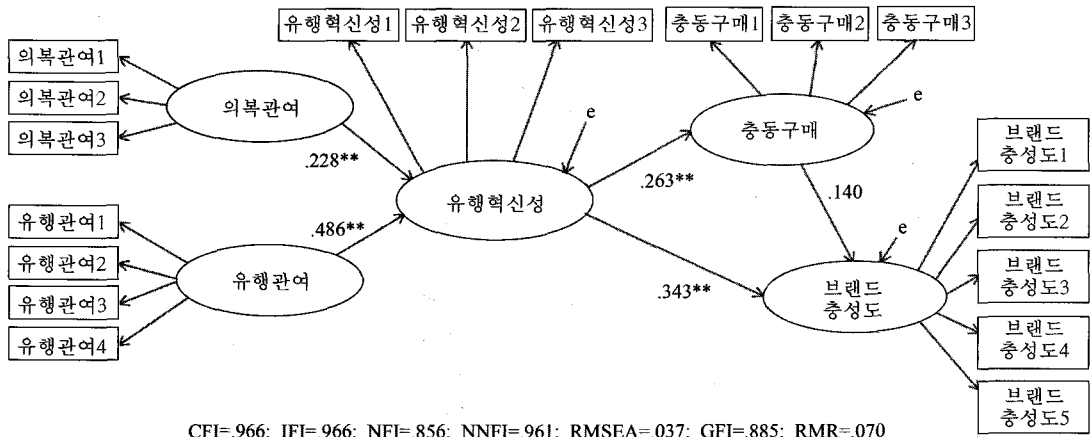 유행혁신성1
유행혁신성2
유행혁신성3
충동구매1
충동구매2
충동구매3
의복관여1
의복관여2
의복관여3
의복관여
.228**
유행관여1
유행관여2
유행관여3
유행관여4
유행관여
.486**
e
유행혁신성
.263**
.343**
e
충동구매
.140
e
브랜드
충성도
브랜드
충성도1
브랜드
충성도2
브랜드
충성도3
브랜드
충성도4
브랜드
충성도5
CFI=.966; IFI=.966; NFI=.856; NNFI=.961; RMSEA=.037; GFI=.885; RMR=.070